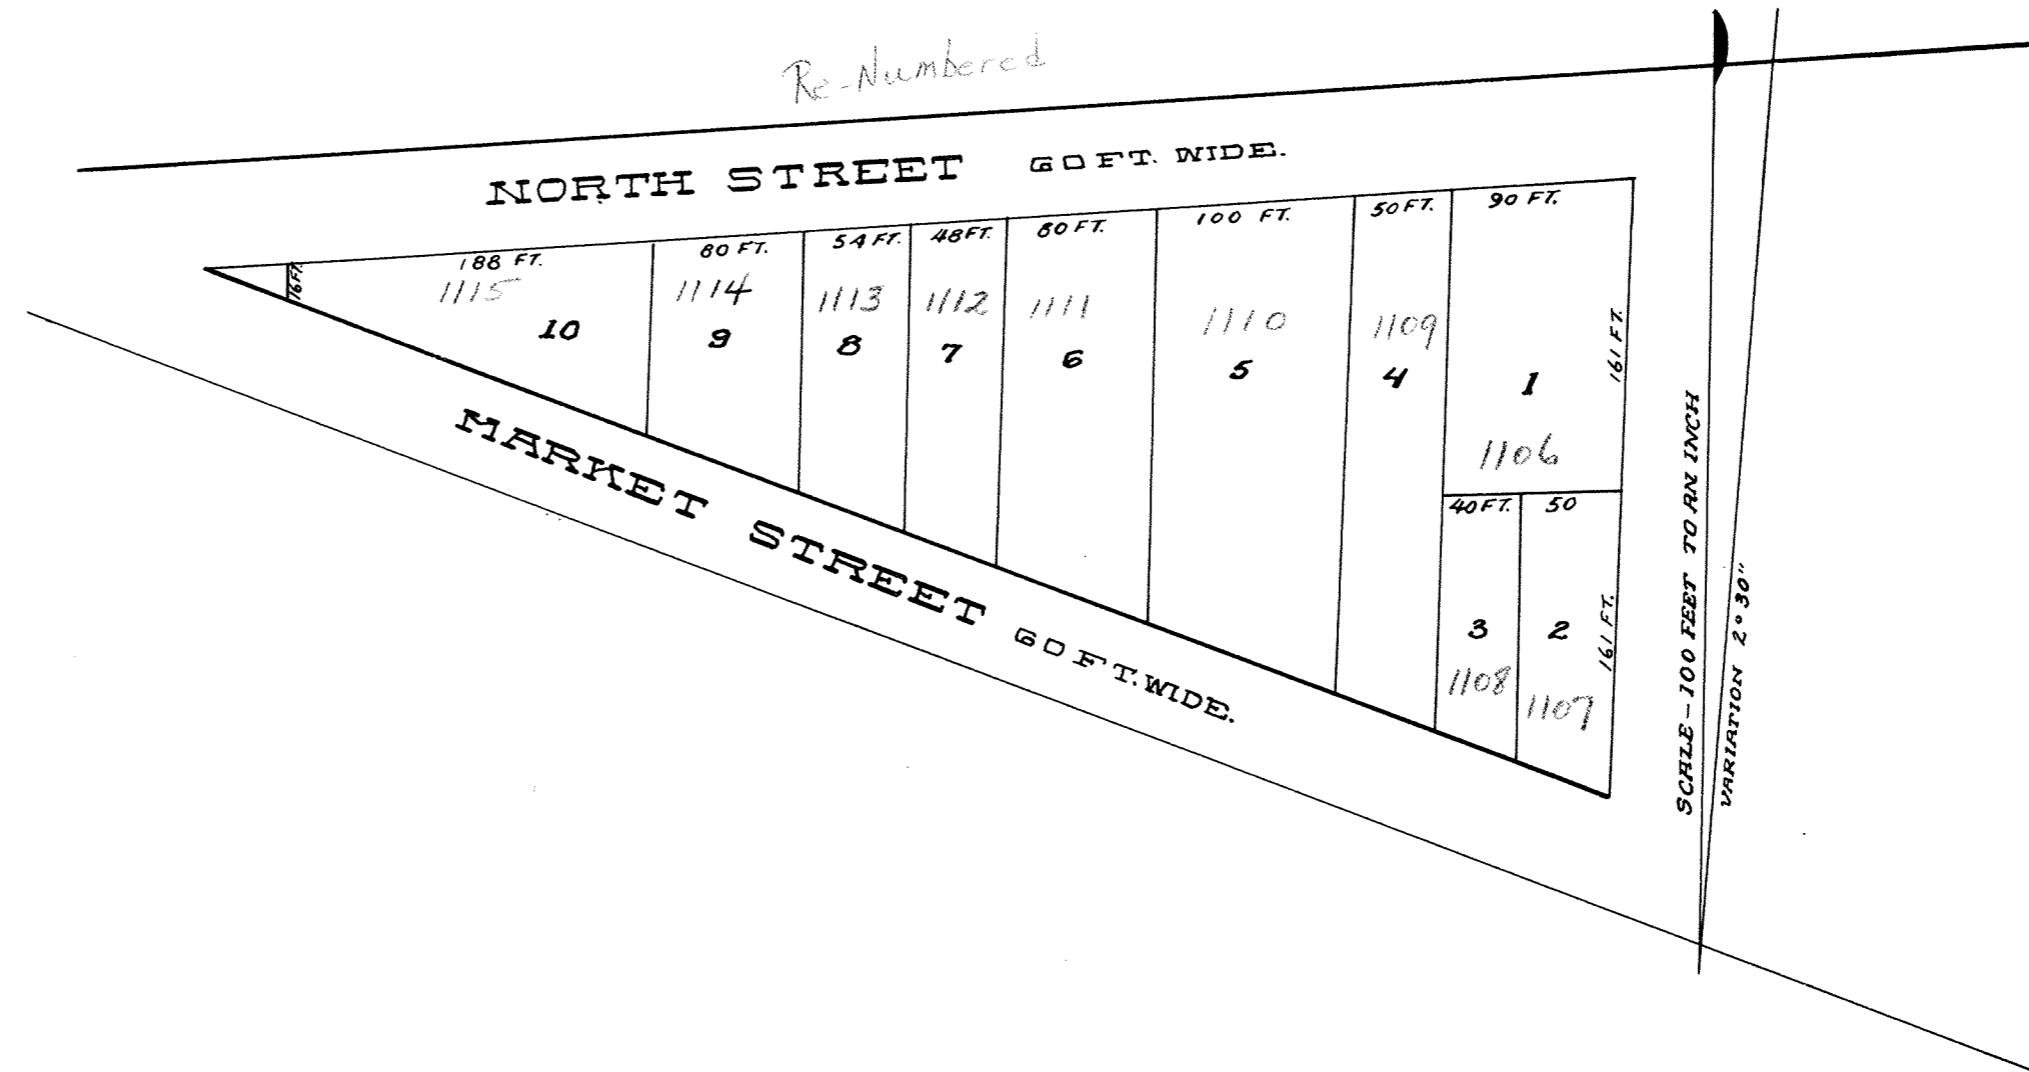 Re-Numbered
NORTH STREET 60 FT. WIDE.
188 FT. 80 FT. 54 FT. 48 FT. 80 FT. 100 FT. 50 FT. 90 FT.
16 FT.
1115 1114 1113 1112 1111 1110 1109
10 9 8 7 6 5 4 1
161 FT.
1106
40 FT. 50
3 2
161 FT.
1108 1107
MARKET STREET 60 FT. WIDE.
SCALE - 100 FEET TO AN INCH
VARIATION 2° 30"